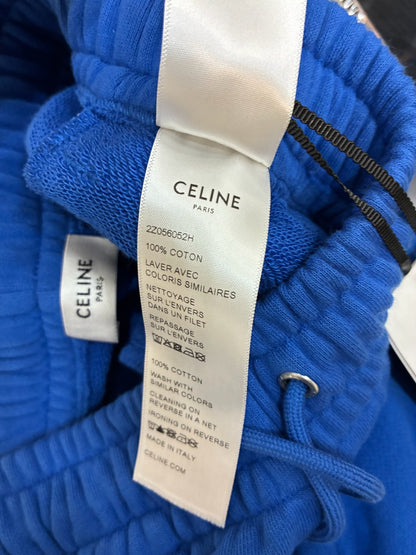 CELINE
PARIS
2Z056052H
100% COTON
LAVER AVEC
COLORIS SIMILAIRES
NETTOYAGE
SUR L'ENVERS
DANS UN FILET
REPASSAGE
SUR L'ENVERS
100% COTTON
WASH WITH
SIMILAR COLORS
CLEANING ON
REVERSE IN A NET
IRONING ON REVERSE
MADE IN ITALY
CELINE.COM
CELINE
PARIS